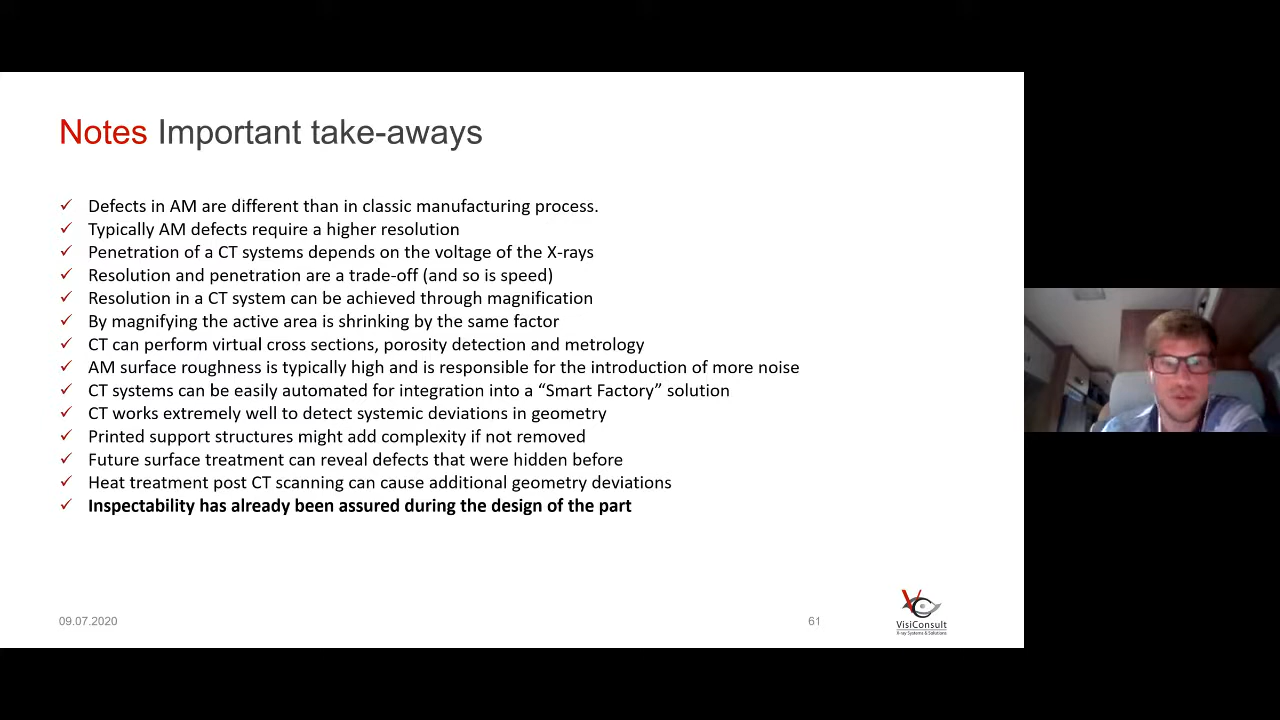 Notes Important take-aways
✓ Defects in AM are different than in classic manufacturing process.
✓ Typically AM defects require a higher resolution
✓ Penetration of a CT systems depends on the voltage of the X-rays
✓ Resolution and penetration are a trade-off (and so is speed)
✓ Resolution in a CT system can be achieved through magnification
✓ By magnifying the active area is shrinking by the same factor
✓ CT can perform virtual cross sections, porosity detection and metrology
✓ AM surface roughness is typically high and is responsible for the introduction of more noise
✓ CT systems can be easily automated for integration into a “Smart Factory” solution
✓ CT works extremely well to detect systemic deviations in geometry
✓ Printed support structures might add complexity if not removed
✓ Future surface treatment can reveal defects that were hidden before
✓ Heat treatment post CT scanning can cause additional geometry deviations
✓ Inspectability has already been assured during the design of the part
09.07.2020
61
VisiConsult
X-ray Systems & Solutions